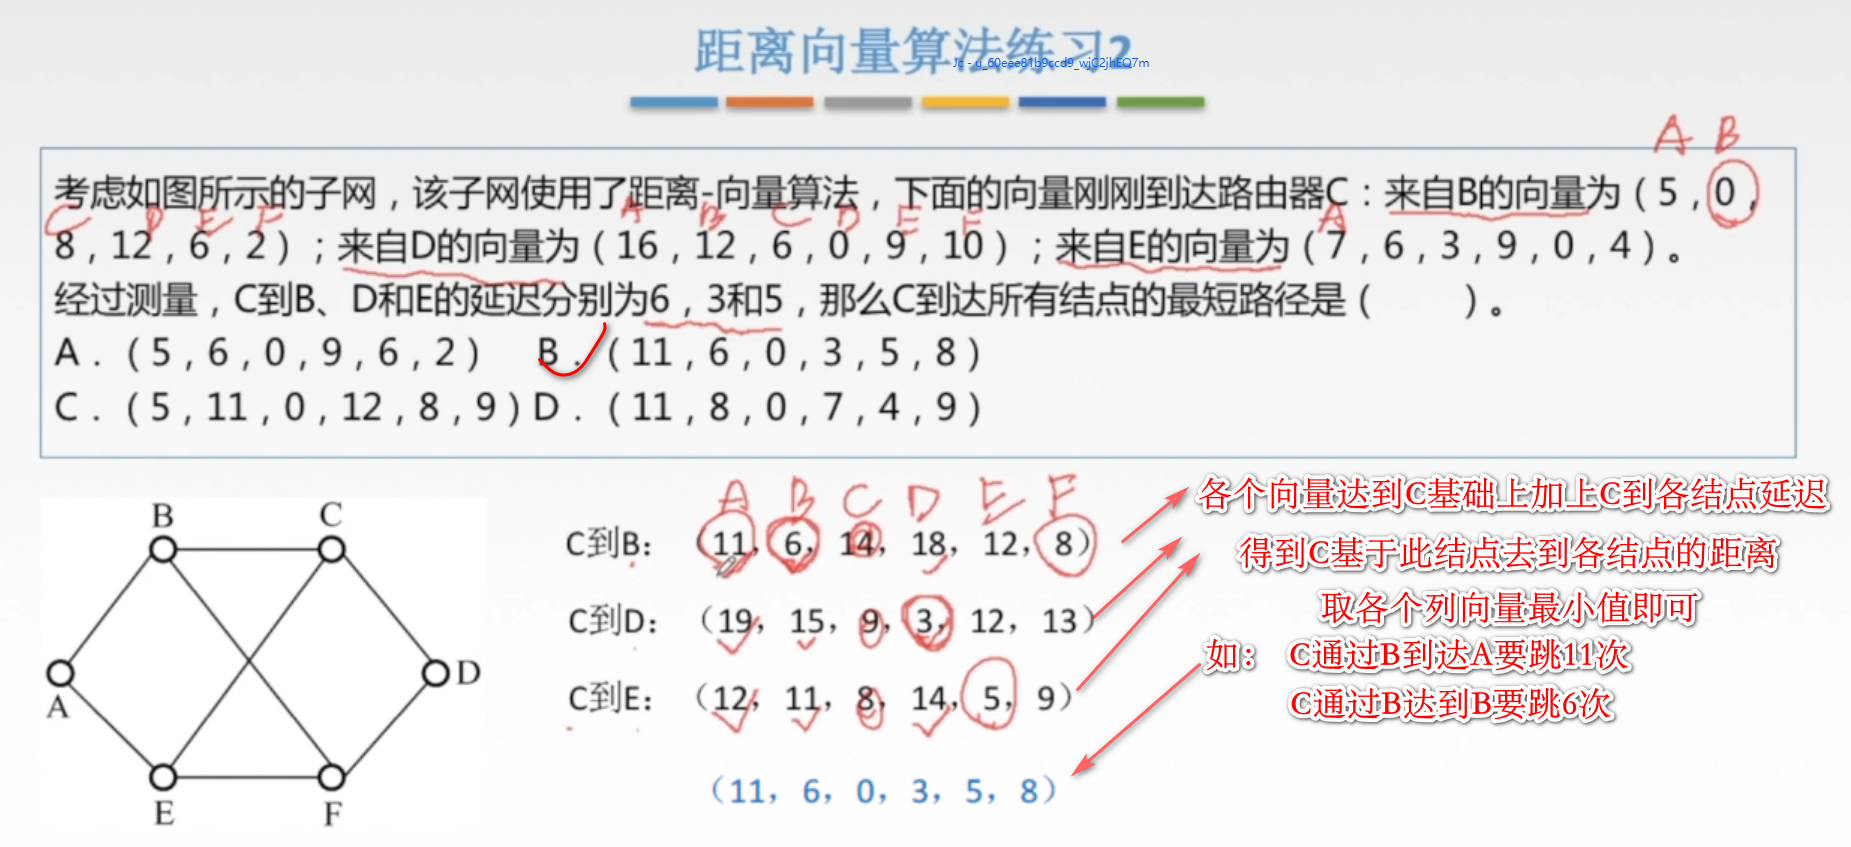 距离向量算法练习2
Jc - u_60eee81b9ccd9_wjC2jhEQ7m
A B
考虑如图所示的子网，该子网使用了距离-向量算法，下面的向量刚刚到达路由器C：来自B的向量为（5，0，
C D E F A B C D E F A
8，12，6，2）；来自D的向量为（16，12，6，0，9，10）；来自E的向量为（7，6，3，9，0，4）。
经过测量，C到B、D和E的延迟分别为6，3和5，那么C到达所有结点的最短路径是（ ）。
A．（5，6，0，9，6，2） B．（11，6，0，3，5，8）
C．（5，11，0，12，8，9）D．（11，8，0，7，4，9）
A B C D E F
C到B：（11，6，14，18，12，8）
C到D：（19，15，9，3，12，13）
C到E：（12，11，8，14，5，9）
（11，6，0，3，5，8）
各个向量达到C基础上加上C到各结点延迟
得到C基于此结点去到各结点的距离
取各个列向量最小值即可
如： C通过B到达A要跳11次
C通过B达到B要跳6次
B
C
A
D
E
F